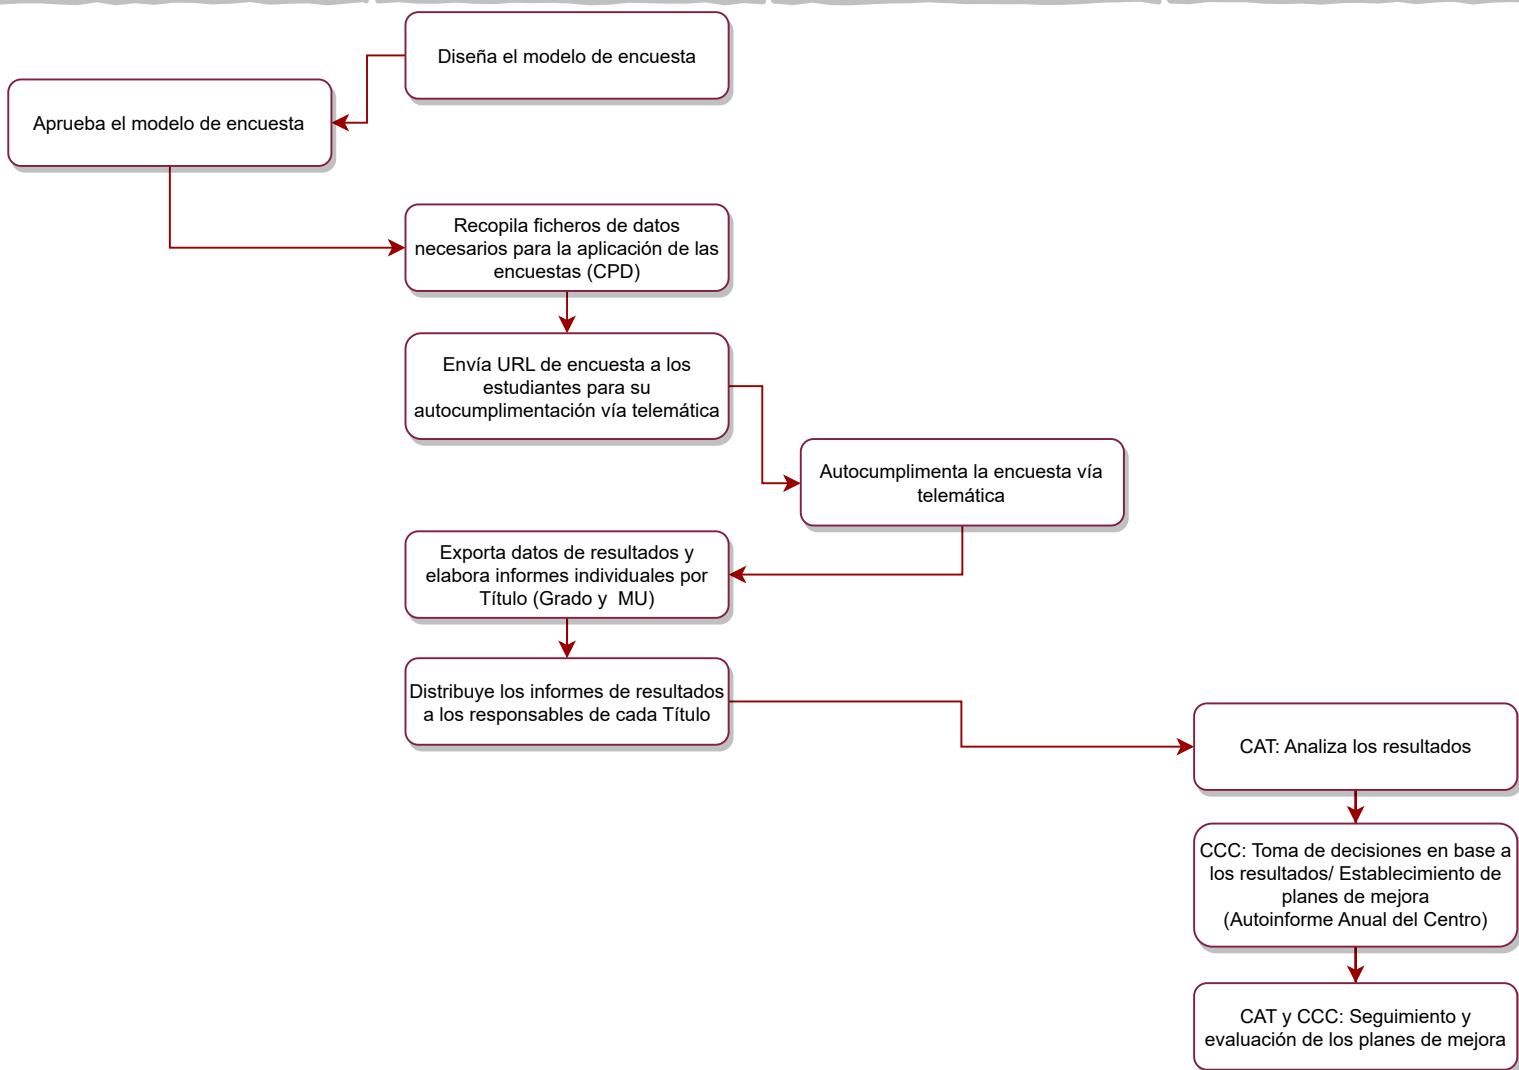 Diseña el modelo de encuesta
Aprueba el modelo de encuesta
Recopila ficheros de datos
necesarios para la aplicación de las
encuestas (CPD)
Envía URL de encuesta a los
estudiantes para su
autocumplimentación vía telemática
Autocumplimenta la encuesta vía
telemática
Exporta datos de resultados y
elabora informes individuales por
Título (Grado y  MU)
Distribuye los informes de resultados
a los responsables de cada Título
CAT: Analiza los resultados
CCC: Toma de decisiones en base a
los resultados/ Establecimiento de
planes de mejora
(Autoinforme Anual del Centro)
CAT y CCC: Seguimiento y
evaluación de los planes de mejora